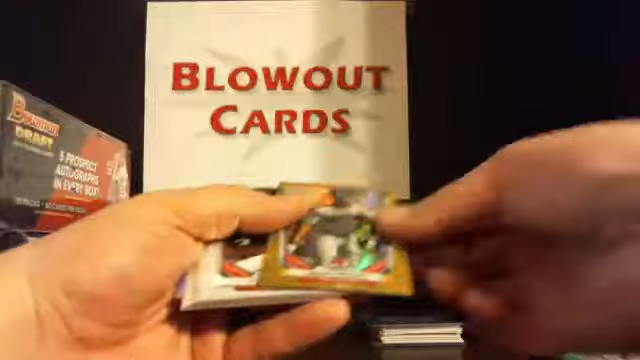 BLOWOUT
CARDS
BOWMAN
DRAFT
5 PROSPECT
AUTOGRAPHS
IN EVERY BOX!